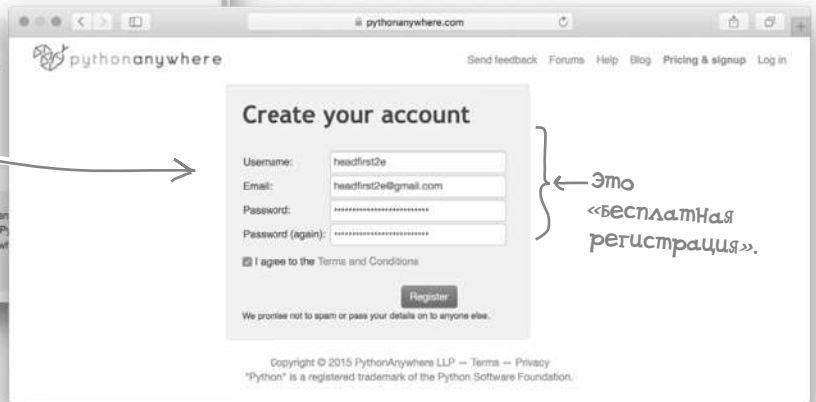 pythonanywhere.com
pythonanywhere
Send feedback Forums Help Blog Pricing & signup Log in
Create your account
Username: headfirst2e
Email: headfirst2e@gmail.com
Password: **************************
Password (again): **************************
I agree to the Terms and Conditions
Register
We promise not to spam or pass your details on to anyone else.
Copyright © 2015 PythonAnywhere LLP — Terms — Privacy
"Python" is a registered trademark of the Python Software Foundation.
Это
«бесплатная
регистрация».